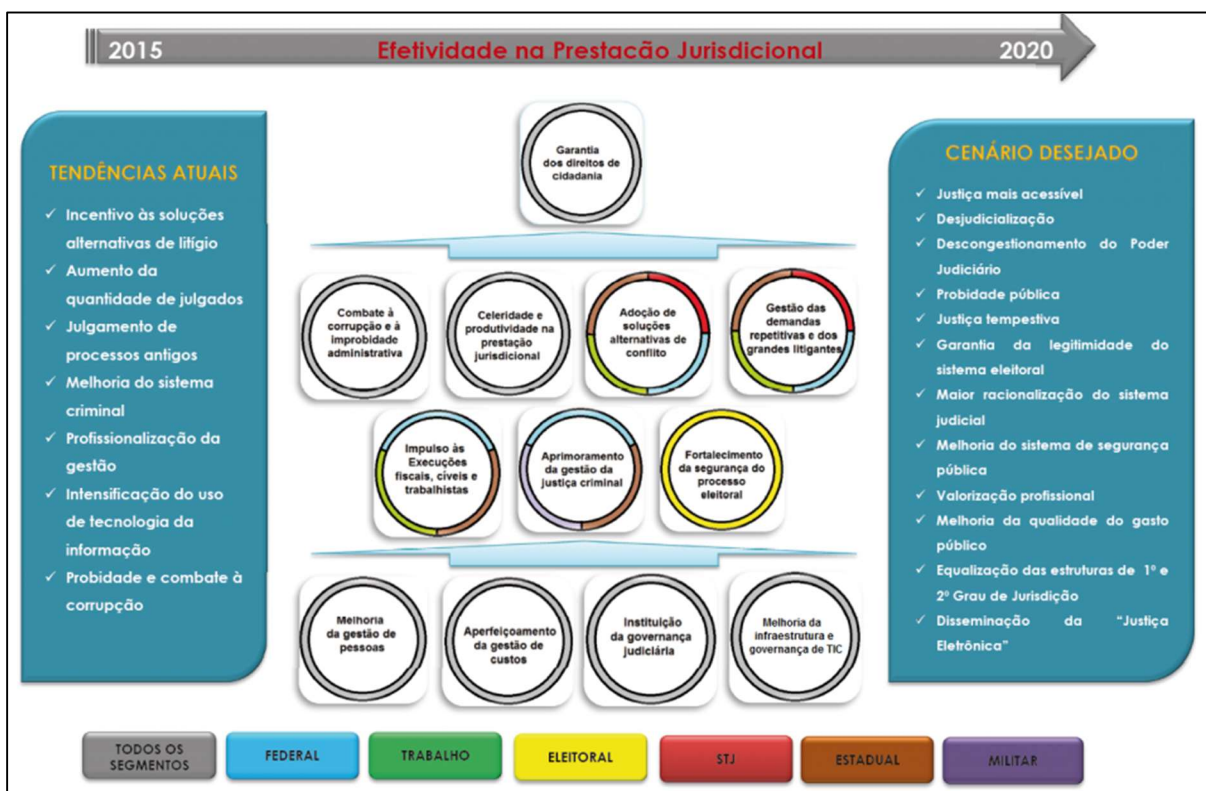 2015
Efetividade na Prestacão Jurisdicional
2020
TENDÊNCIAS ATUAIS
✓ Incentivo às soluções
alternativas de litígio
✓ Aumento da
quantidade de julgados
✓ Julgamento de
processos antigos
✓ Melhoria do sistema
criminal
✓ Profissionalização da
gestão
✓ Intensificação do uso
de tecnologia da
informação
✓ Probidade e combate à
corrupção
Garantia
dos direitos de
cidadania
Combate à
corrupção e à
improbidade
administrativa
Celeridade e
produtividade na
prestação
jurisdicional
Adoção de
soluções
alternativas de
conflito
Gestão das
demandas
repetitivas e dos
grandes litigantes
Impulso às
Execuções
fiscais, cíveis e
trabalhistas
Aprimoramento
da gestão da
justiça criminal
Fortalecimento
da segurança do
processo
eleitoral
Melhoria
da gestão de
pessoas
Aperfeiçoamento
da gestão de
custos
Instituição
da governança
judiciária
Melhoria da
infraestrutura e
governança de TIC
CENÁRIO DESEJADO
✓ Justiça mais acessível
✓ Desjudicialização
✓ Descongestionamento do Poder
Judiciário
✓ Probidade pública
✓ Justiça tempestiva
✓ Garantia da legitimidade do
sistema eleitoral
✓ Maior racionalização do sistema
judicial
✓ Melhoria do sistema de segurança
pública
✓ Valorização profissional
✓ Melhoria da qualidade do gasto
público
✓ Equalização das estruturas de 1º e
2º Grau de Jurisdição
✓ Disseminação da "Justiça
Eletrônica"
TODOS OS
SEGMENTOS
FEDERAL
TRABALHO
ELEITORAL
STJ
ESTADUAL
MILITAR